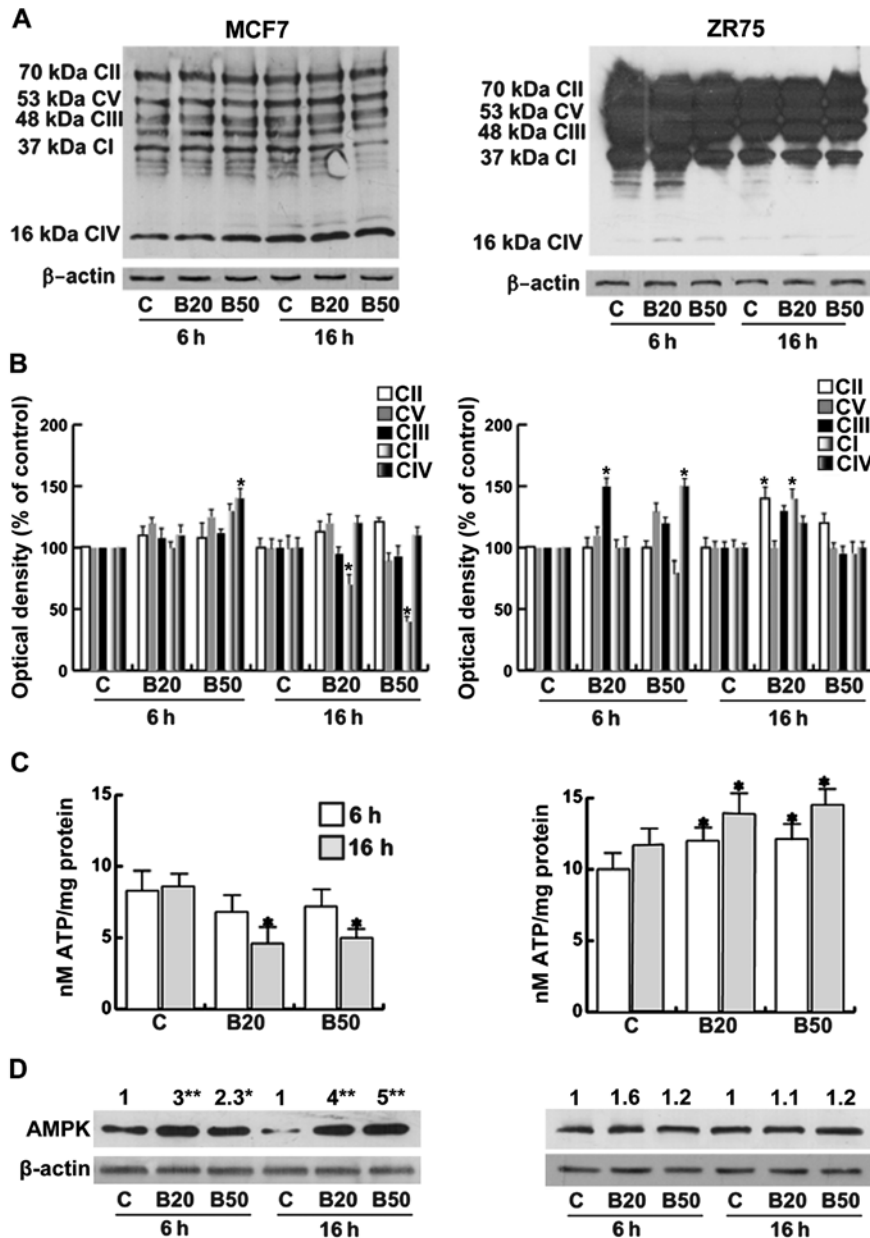 A
MCF7
ZR75
70 kDa CII
53 kDa CV
48 kDa CIII
37 kDa CI
16 kDa CIV
β-actin
C B20 B50 C B20 B50
6 h 16 h
70 kDa CII
53 kDa CV
48 kDa CIII
37 kDa CI
16 kDa CIV
β-actin
C B20 B50 C B20 B50
6 h 16 h
B
Optical density (% of control)
200
150
100
50
0
CII
CV
CIII
CI
CIV
* * *
C B20 B50 C B20 B50
6 h 16 h
Optical density (% of control)
200
150
100
50
0
CII
CV
CIII
CI
CIV
* * * *
C B20 B50 C B20 B50
6 h 16 h
C
nM ATP/mg protein
15
10
5
0
6 h
16 h
* *
C B20 B50
nM ATP/mg protein
15
10
5
0
* * * *
C B20 B50
D
1 3** 2.3* 1 4** 5**
AMPK
β-actin
C B20 B50 C B20 B50
6 h 16 h
1 1.6 1.2 1 1.1 1.2
C B20 B50 C B20 B50
6 h 16 h